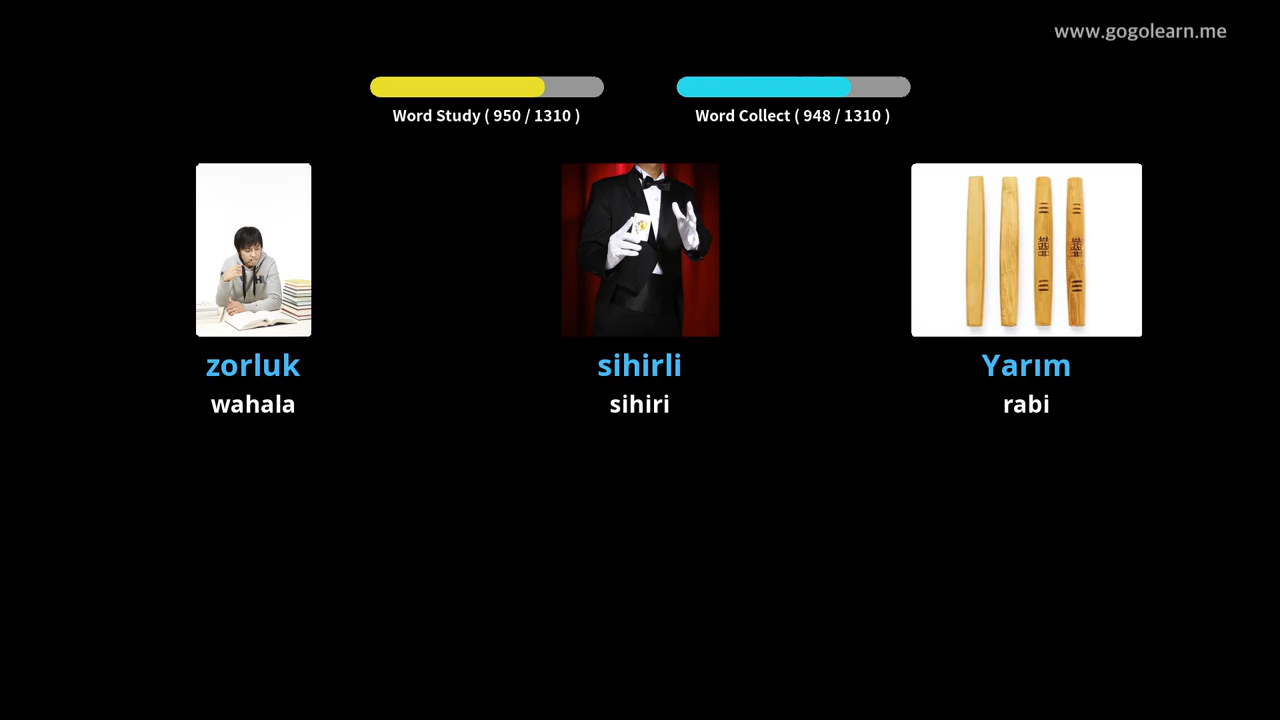 www.gogolearn.me
Word Study ( 950 / 1310 )
Word Collect ( 948 / 1310 )
zorluk
wahala
sihirli
sihiri
Yarım
rabi